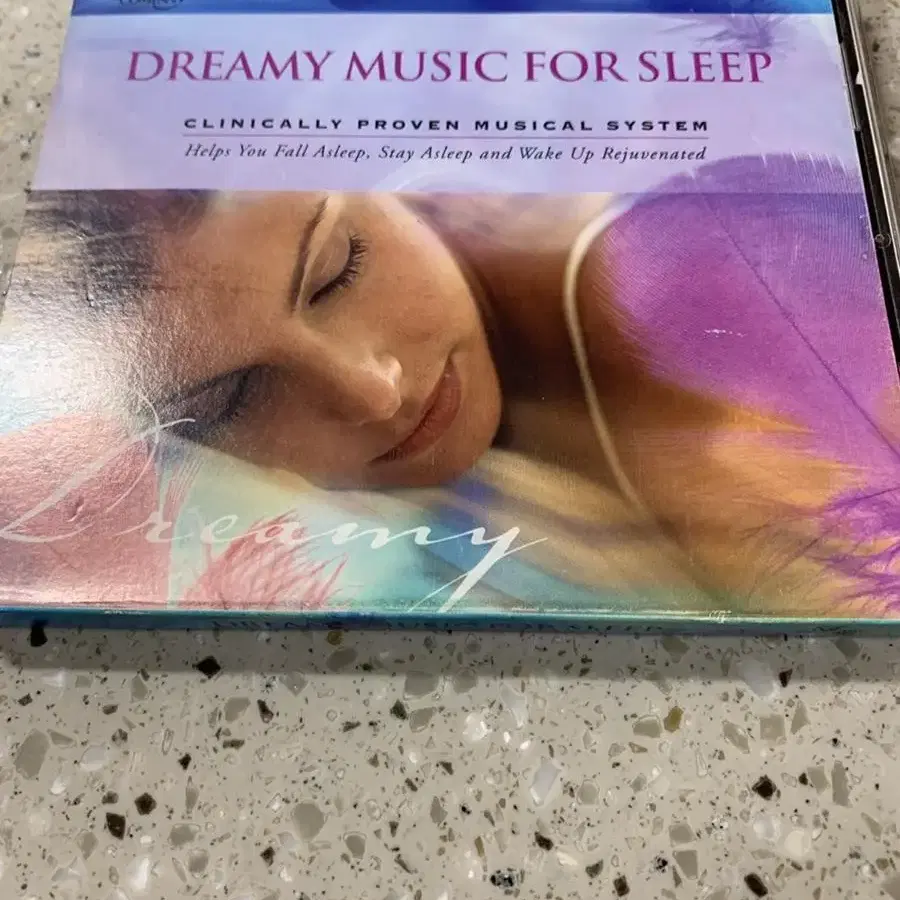 DREAMY MUSIC FOR SLEEP
CLINICALLY PROVEN MUSICAL SYSTEM
Helps You Fall Asleep, Stay Asleep and Wake Up Rejuvenated
Dreamy